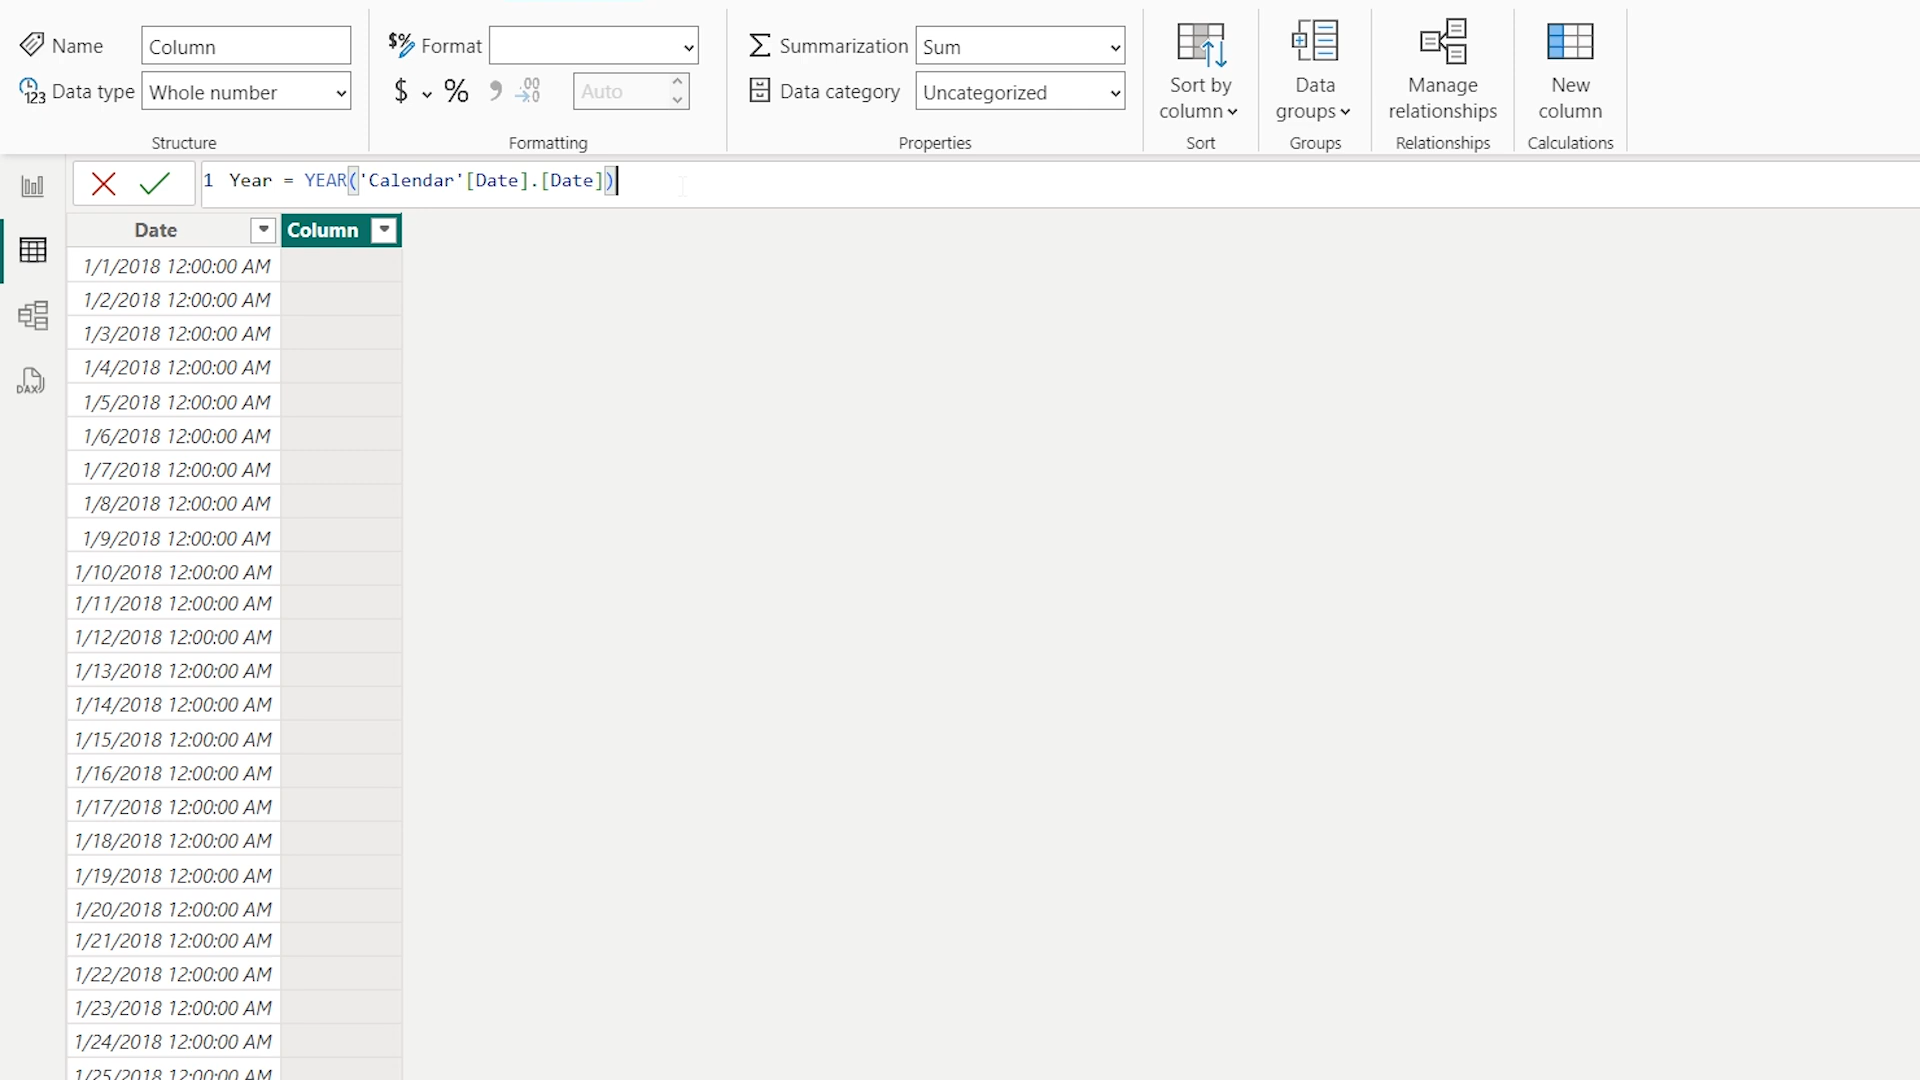 Name Column
Data type Whole number
Structure
Format
$ % Auto
Formatting
Summarization Sum
Data category Uncategorized
Properties
Sort by
column
Sort
Data
groups
Groups
Manage
relationships
Relationships
New
column
Calculations
1 Year = YEAR('Calendar'[Date].[Date])
DAX
Date Column
1/1/2018 12:00:00 AM
1/2/2018 12:00:00 AM
1/3/2018 12:00:00 AM
1/4/2018 12:00:00 AM
1/5/2018 12:00:00 AM
1/6/2018 12:00:00 AM
1/7/2018 12:00:00 AM
1/8/2018 12:00:00 AM
1/9/2018 12:00:00 AM
1/10/2018 12:00:00 AM
1/11/2018 12:00:00 AM
1/12/2018 12:00:00 AM
1/13/2018 12:00:00 AM
1/14/2018 12:00:00 AM
1/15/2018 12:00:00 AM
1/16/2018 12:00:00 AM
1/17/2018 12:00:00 AM
1/18/2018 12:00:00 AM
1/19/2018 12:00:00 AM
1/20/2018 12:00:00 AM
1/21/2018 12:00:00 AM
1/22/2018 12:00:00 AM
1/23/2018 12:00:00 AM
1/24/2018 12:00:00 AM
1/25/2018 12:00:00 AM